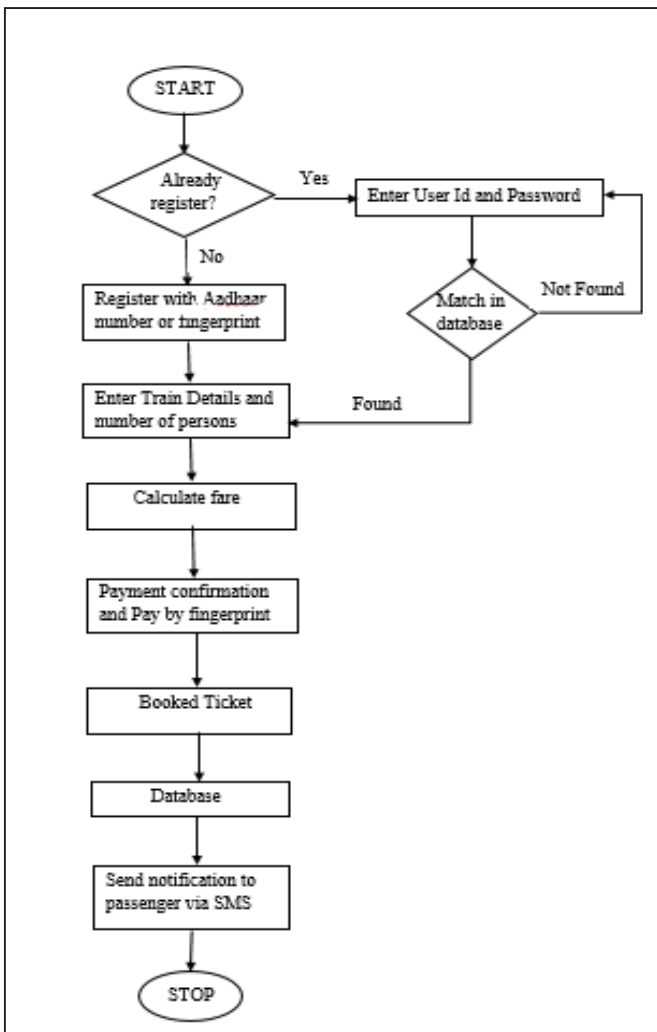 START
Already
register?
Yes
Enter User Id and Password
No
Register with Aadhaar
number or fingerprint
Match in
database
Not Found
Enter Train Details and
number of persons
Found
Calculate fare
Payment confirmation
and Pay by fingerprint
Booked Ticket
Database
Send notification to
passenger via SMS
STOP